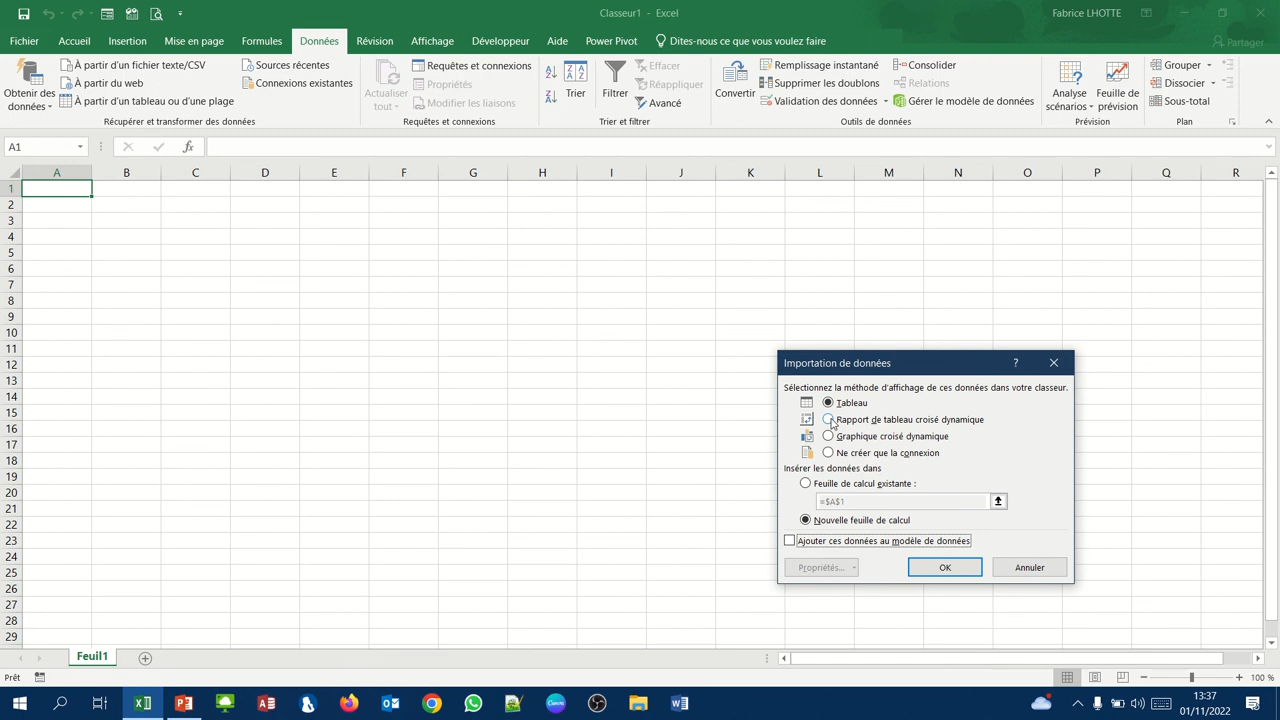 Classeur1 - Excel
Fabrice LHOTTE
Fichier Accueil Insertion Mise en page Formules Données Révision Affichage Développeur Aide Power Pivot Dites-nous ce que vous voulez faire Partager
À partir d'un fichier texte/CSV Sources récentes Requêtes et connexions Effacer Remplissage instantané Consolider Grouper
À partir du web Connexions existantes Propriétés Réappliquer Supprimer les doublons Relations Dissocier
Obtenir des données Actualiser tout Trier Filtrer Convertir Analyse scénarios Feuille de prévision
À partir d'un tableau ou d'une plage Modifier les liaisons Avancé Validation des données Gérer le modèle de données Sous-total
Récupérer et transformer des données Requêtes et connexions Trier et filtrer Outils de données Prévision Plan
A1 fx
A B C D E F G H I J K L M N O P Q R
1
2
3
4
5
6
7
8
9
10
11
12
13
14
15
16
17
18
19
20
21
22
23
24
25
26
27
28
29
Importation de données ?
Sélectionnez la méthode d'affichage de ces données dans votre classeur.
Tableau
Rapport de tableau croisé dynamique
Graphique croisé dynamique
Ne créer que la connexion
Insérer les données dans
Feuille de calcul existante :
=$A$1
Nouvelle feuille de calcul
Ajouter ces données au modèle de données
Propriétés... OK Annuler
Feuil1
Prêt
100 %
13:37
01/11/2022